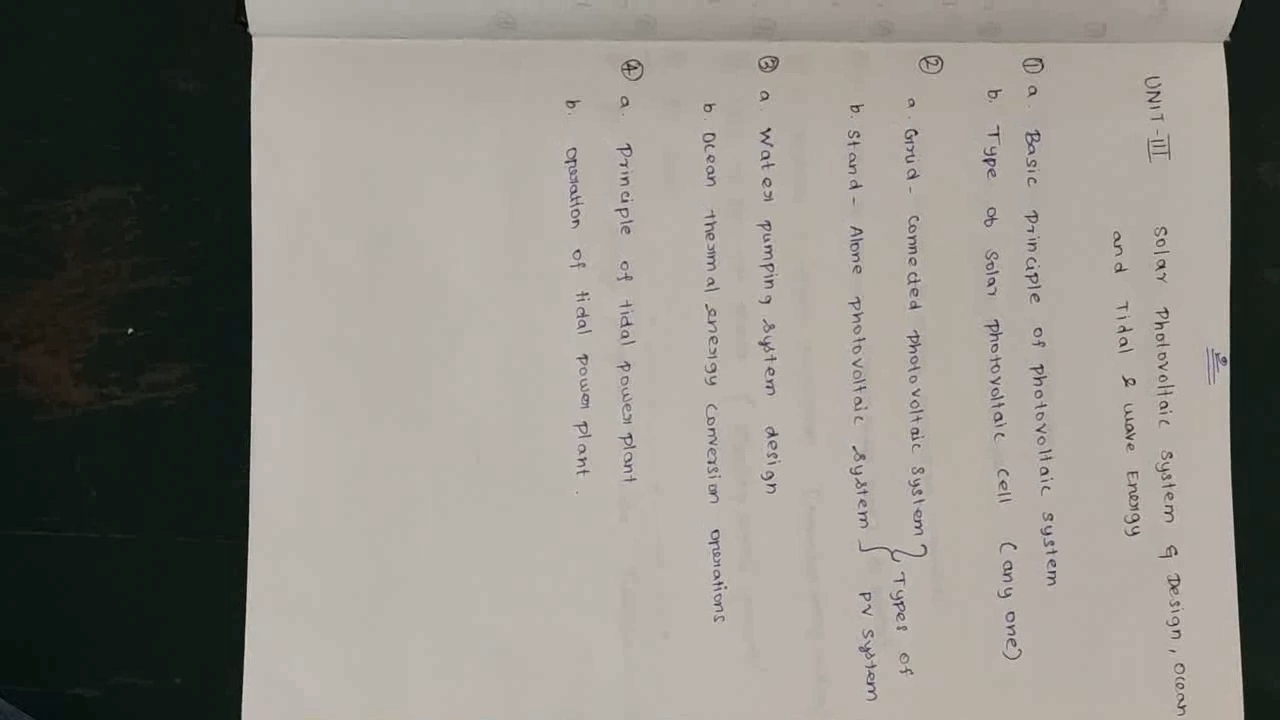 UNIT-III Solar Photovoltaic System & Design, Ocean
and Tidal & wave Energy
① a. Basic Principle of photovoltaic system
b. Type of Solar photovoltaic cell (any one)
② a. Grid-connected photovoltaic system } Types of
b. Stand-Alone photovoltaic system } PV system
③ a. Water pumping system design
b. Ocean thermal energy conversion operations
④ a. Principle of tidal power plant
b. operation of tidal power plant.